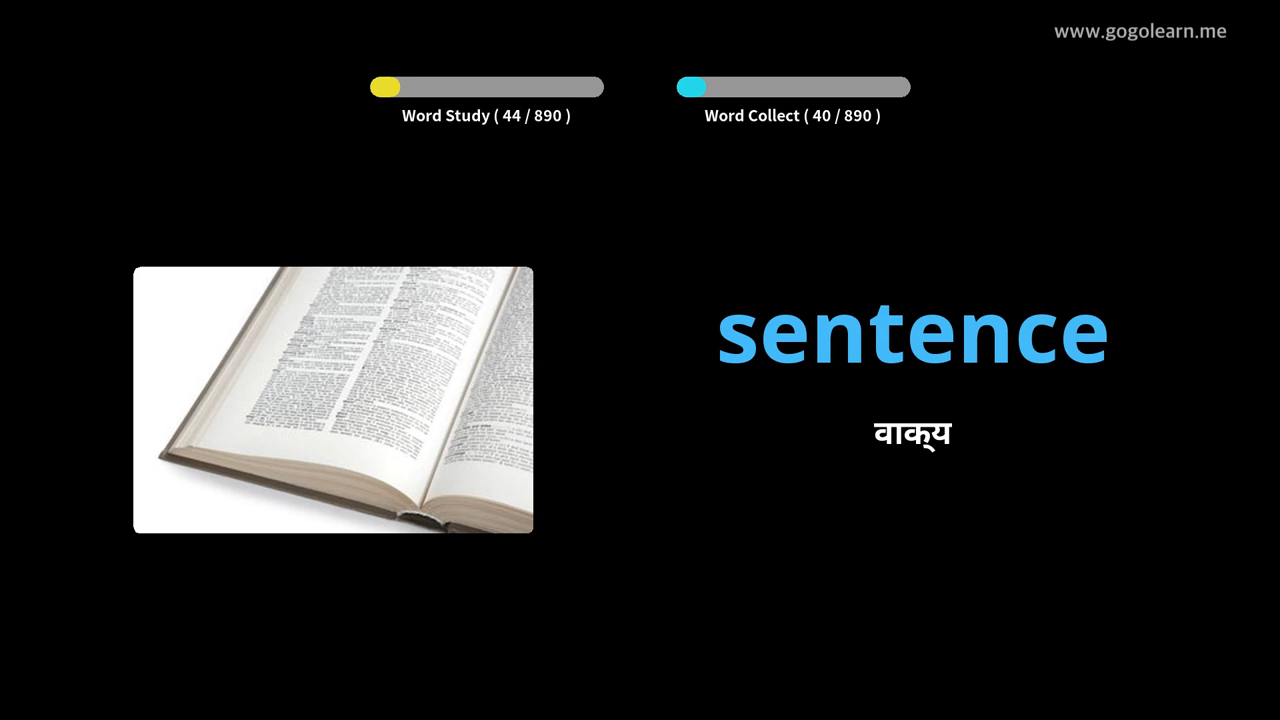 www.gogolearn.me
Word Study ( 44 / 890 )
Word Collect ( 40 / 890 )
sentence
वाक्य